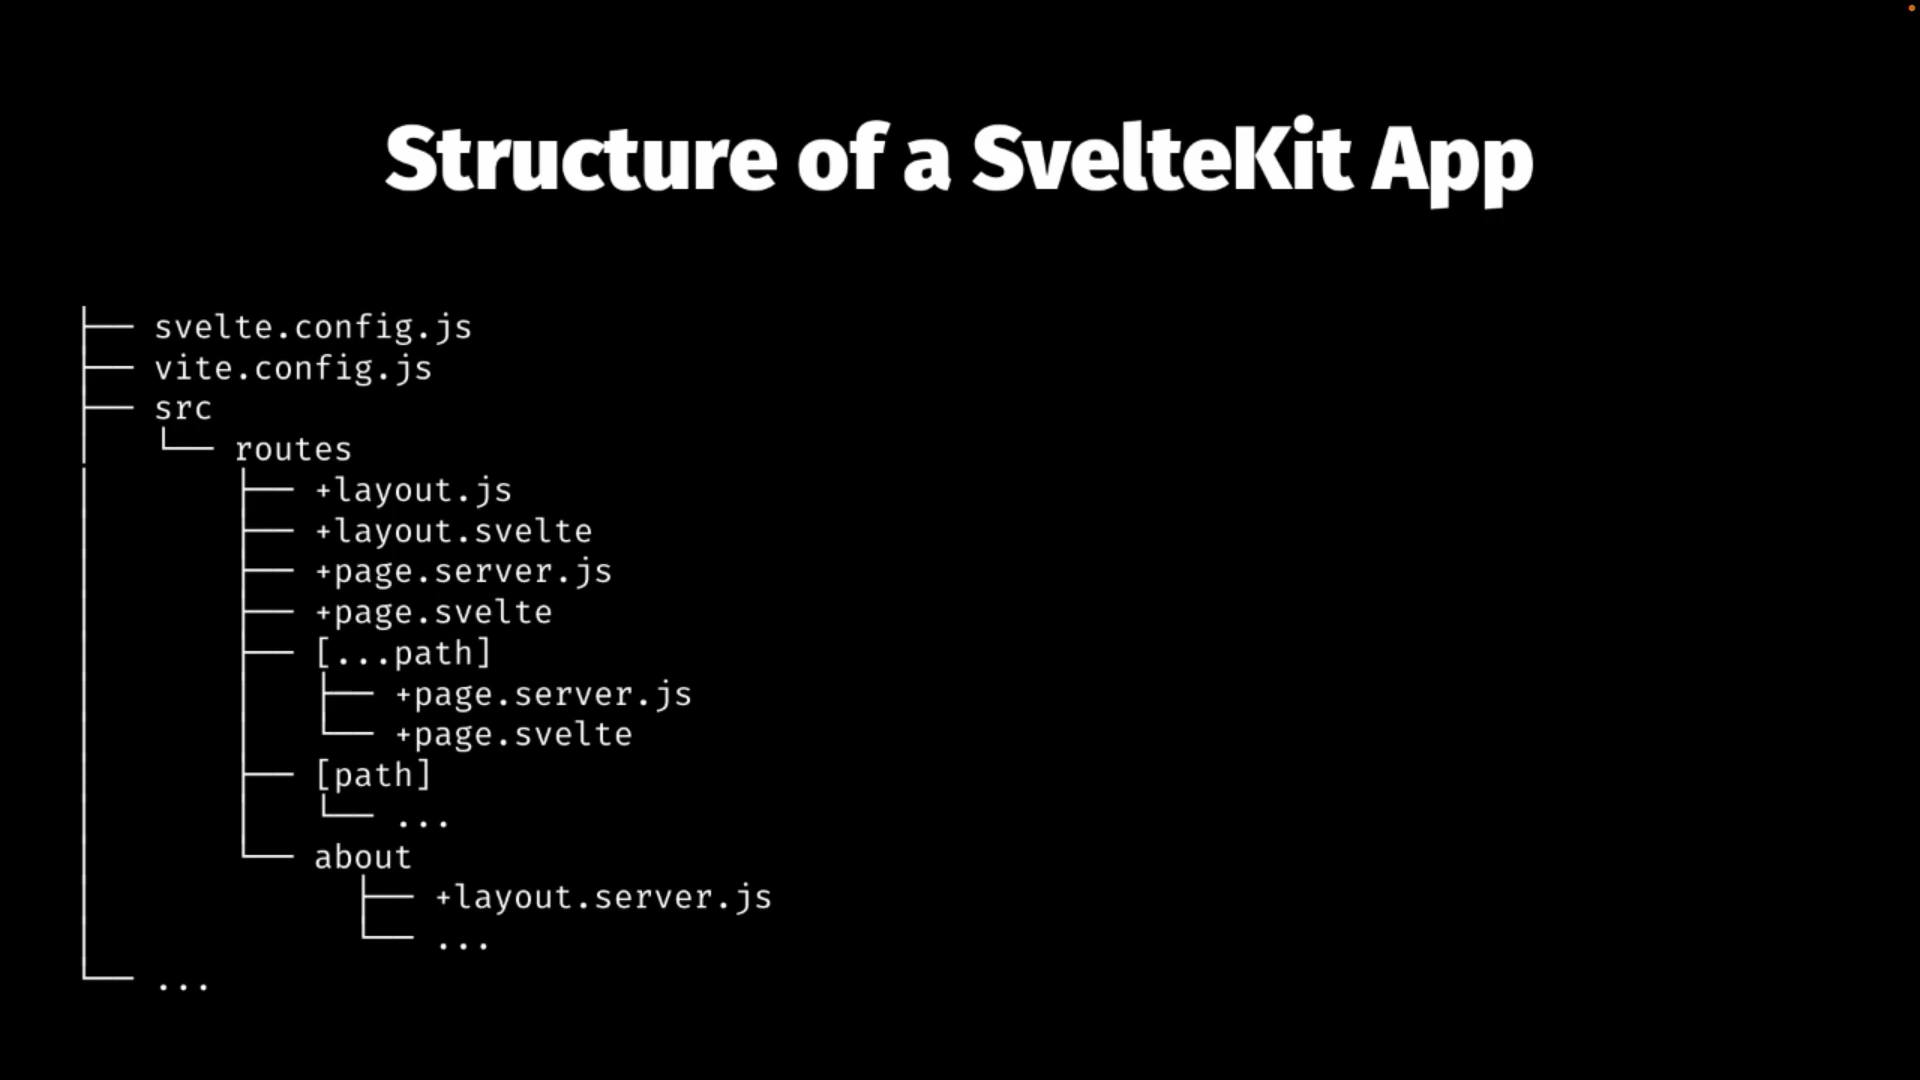 Structure of a SvelteKit App
├── svelte.config.js
├── vite.config.js
├── src
│   └── routes
│       ├── +layout.js
│       ├── +layout.svelte
│       ├── +page.server.js
│       ├── +page.svelte
│       ├── [...path]
│       │   ├── +page.server.js
│       │   └── +page.svelte
│       ├── [path]
│       │   └── ...
│       └── about
│             ├── +layout.server.js
│             └── ...
└── ...